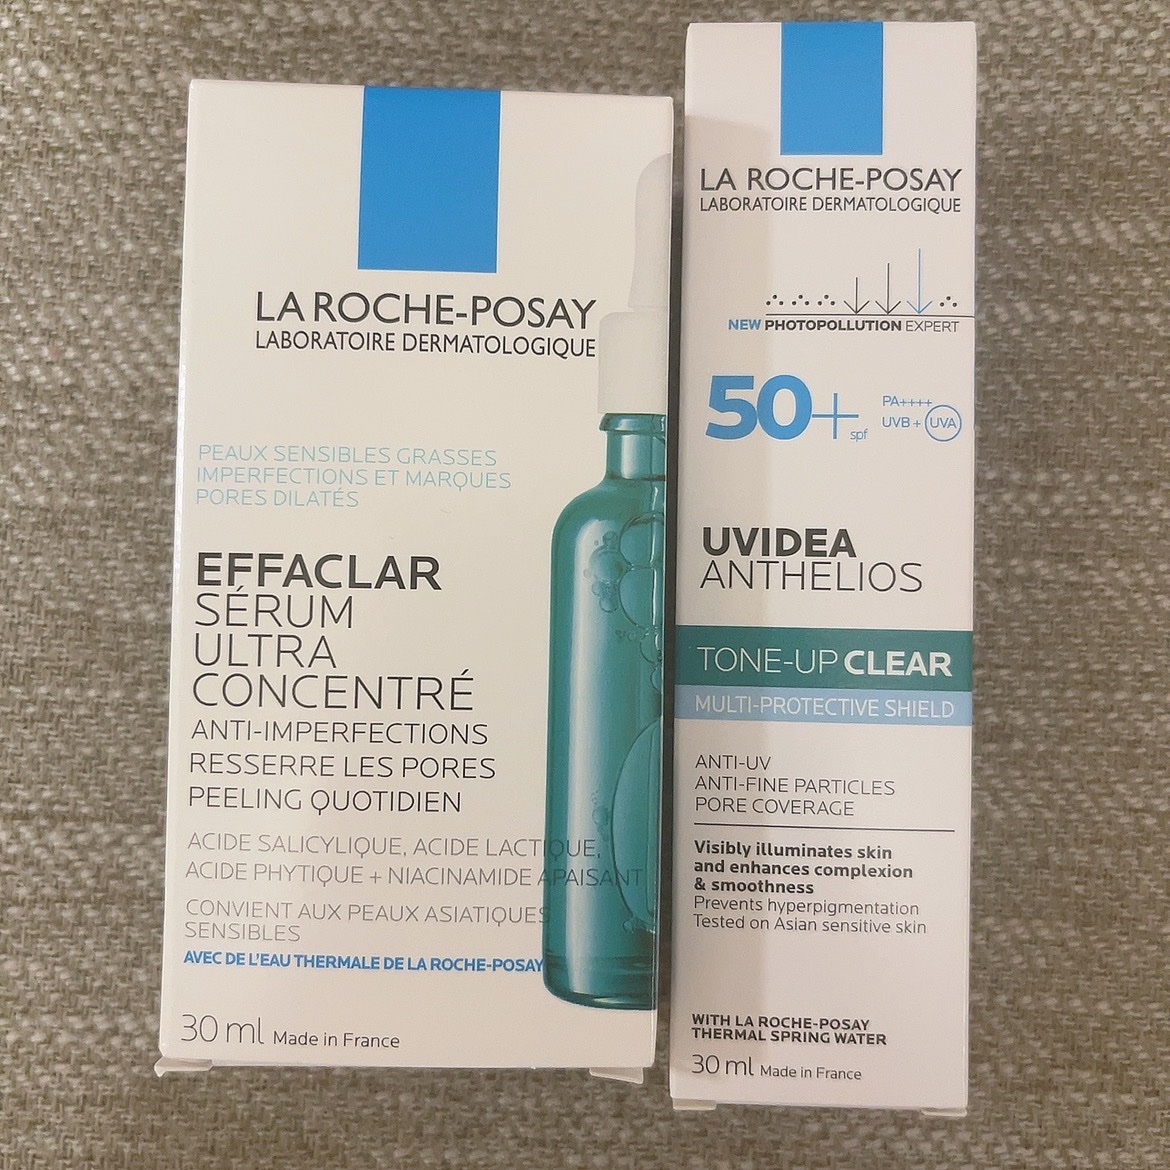 LA ROCHE-POSAY
LABORATOIRE DERMATOLOGIQUE
PEAUX SENSIBLES GRASSES
IMPERFECTIONS ET MARQUES
PORES DILATÉS
EFFACLAR
SÉRUM
ULTRA
CONCENTRÉ
ANTI-IMPERFECTIONS
RESSERRE LES PORES
PEELING QUOTIDIEN
ACIDE SALICYLIQUE, ACIDE LACTIQUE,
ACIDE PHYTIQUE + NIACINAMIDE APAISANT
CONVIENT AUX PEAUX ASIATIQUES
SENSIBLES
AVEC DE L'EAU THERMALE DE LA ROCHE-POSAY
30 ml Made in France
LA ROCHE-POSAY
LABORATOIRE DERMATOLOGIQUE
NEW PHOTOPOLLUTION EXPERT
50+ spf
PA++++
UVB + UVA
UVIDEA
ANTHELIOS
TONE-UP CLEAR
MULTI-PROTECTIVE SHIELD
ANTI-UV
ANTI-FINE PARTICLES
PORE COVERAGE
Visibly illuminates skin
and enhances complexion
& smoothness
Prevents hyperpigmentation
Tested on Asian sensitive skin
WITH LA ROCHE-POSAY
THERMAL SPRING WATER
30 ml Made in France